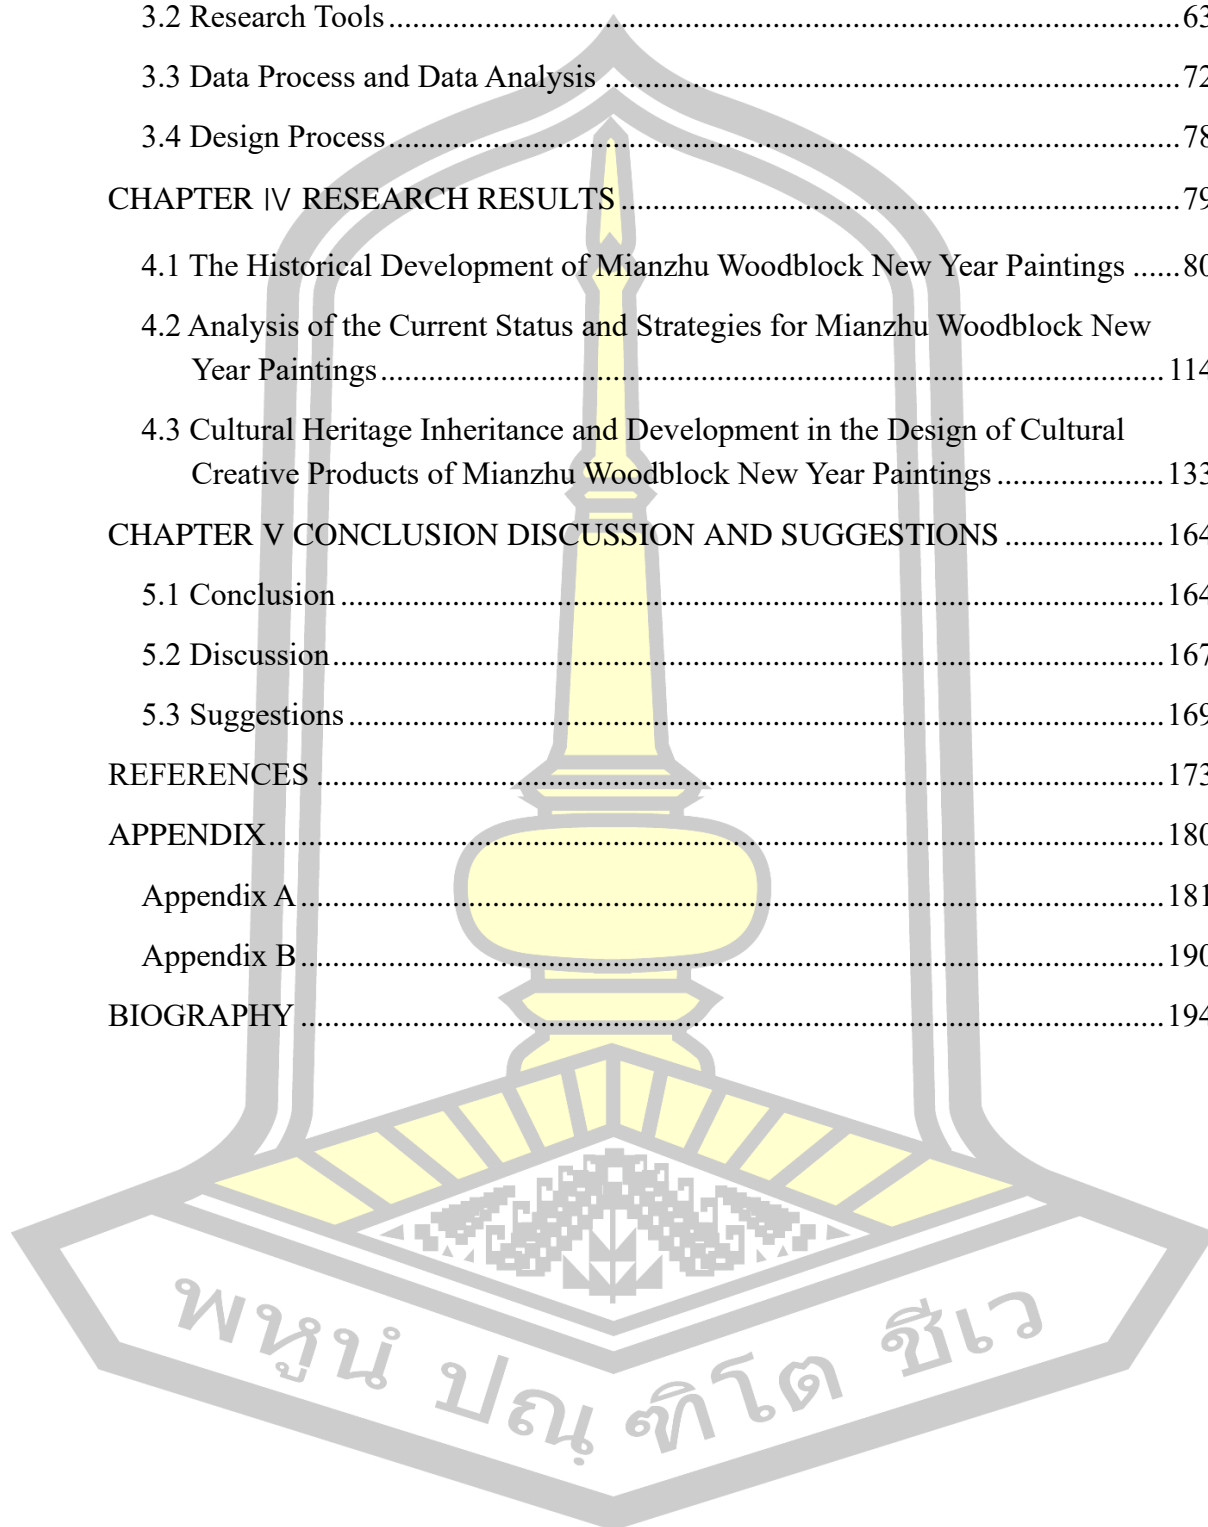 3.2 Research Tools ........ 63
3.3 Data Process and Data Analysis ........ 72
3.4 Design Process ........ 78
CHAPTER IV RESEARCH RESULTS ........ 79
4.1 The Historical Development of Mianzhu Woodblock New Year Paintings ...... 80
4.2 Analysis of the Current Status and Strategies for Mianzhu Woodblock New
Year Paintings ........ 114
4.3 Cultural Heritage Inheritance and Development in the Design of Cultural
Creative Products of Mianzhu Woodblock New Year Paintings ........ 133
CHAPTER V CONCLUSION DISCUSSION AND SUGGESTIONS ........ 164
5.1 Conclusion ........ 164
5.2 Discussion ........ 167
5.3 Suggestions ........ 169
REFERENCES ........ 173
APPENDIX ........ 180
Appendix A ........ 181
Appendix B ........ 190
BIOGRAPHY ........ 194
พหูนํ ปณฺฑิโต ชีเว